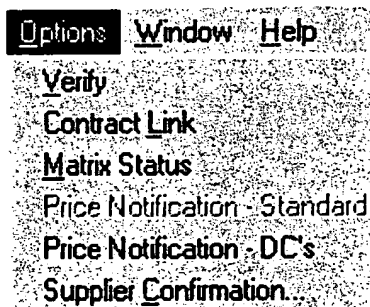 Options Window Help
Verify
Contract Link
Matrix Status
Price Notification - Standard
Price Notification - DC's
Supplier Confirmation...